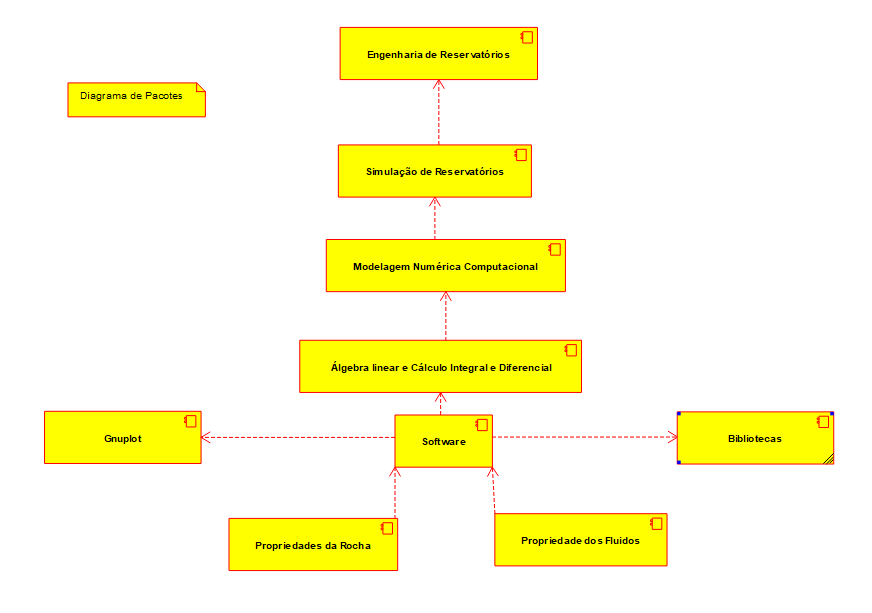 Engenharia de Reservatórios
Diagrama de Pacotes
Simulação de Reservatórios
Modelagem Numérica Computacional
Álgebra linear e Cálculo Integral e Diferencial
Gnuplot
Software
Bibliotecas
Propriedades da Rocha
Propriedade dos Fluidos